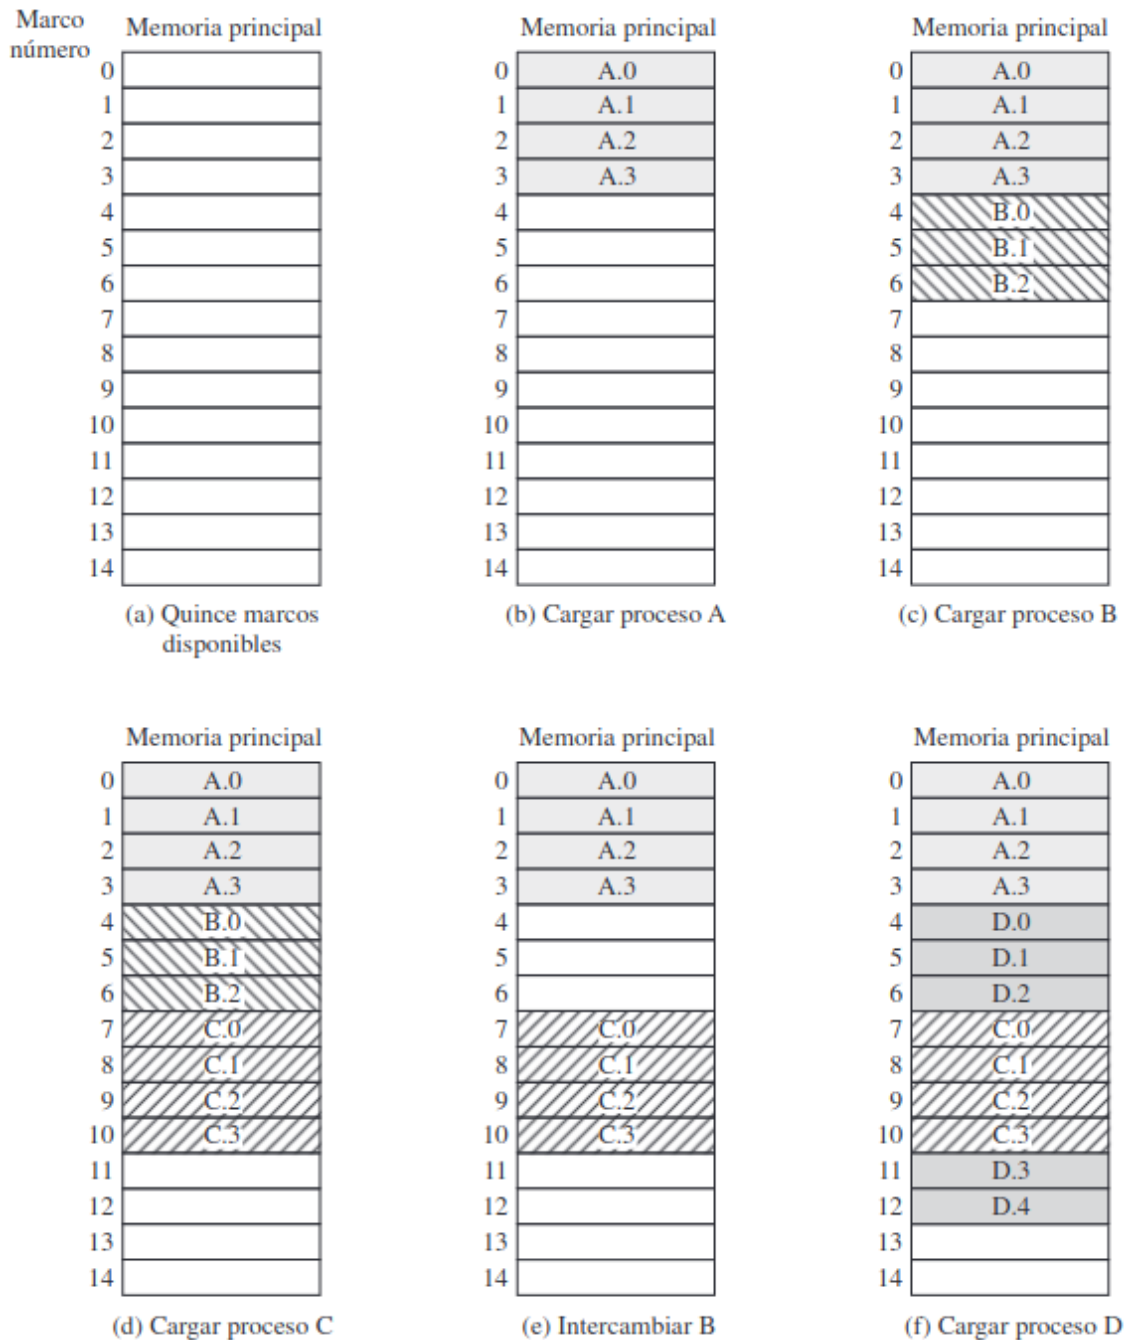 Marco
número
Memoria principal
0
1
2
3
4
5
6
7
8
9
10
11
12
13
14
(a) Quince marcos
disponibles
Memoria principal
0 A.0
1 A.1
2 A.2
3 A.3
4
5
6
7
8
9
10
11
12
13
14
(b) Cargar proceso A
Memoria principal
0 A.0
1 A.1
2 A.2
3 A.3
4 B.0
5 B.1
6 B.2
7
8
9
10
11
12
13
14
(c) Cargar proceso B
Memoria principal
0 A.0
1 A.1
2 A.2
3 A.3
4 B.0
5 B.1
6 B.2
7 C.0
8 C.1
9 C.2
10 C.3
11
12
13
14
(d) Cargar proceso C
Memoria principal
0 A.0
1 A.1
2 A.2
3 A.3
4
5
6
7 C.0
8 C.1
9 C.2
10 C.3
11
12
13
14
(e) Intercambiar B
Memoria principal
0 A.0
1 A.1
2 A.2
3 A.3
4 D.0
5 D.1
6 D.2
7 C.0
8 C.1
9 C.2
10 C.3
11 D.3
12 D.4
13
14
(f) Cargar proceso D